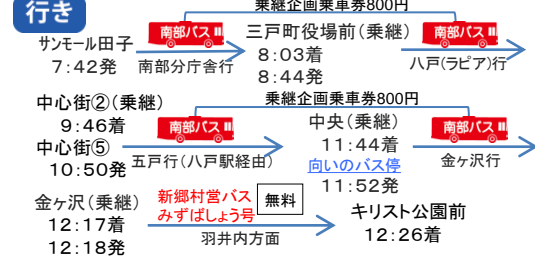 行き
乗継企画乗車券800円
サンモール田子
7:42発
南部バス
南部分庁舎行
三戸町役場前(乗継)
8:03着
8:44発
南部バス
八戸(ラピア)行
乗継企画乗車券800円
中心街②(乗継)
9:46着
中心街⑤
10:50発
南部バス
五戸行(八戸駅経由)
中央(乗継)
11:44着
向いのバス停
11:52発
南部バス
金ヶ沢行
金ヶ沢(乗継)
12:17着
12:18発
新郷村営バス
みずばしょう号
無料
羽井内方面
キリスト公園前
12:26着